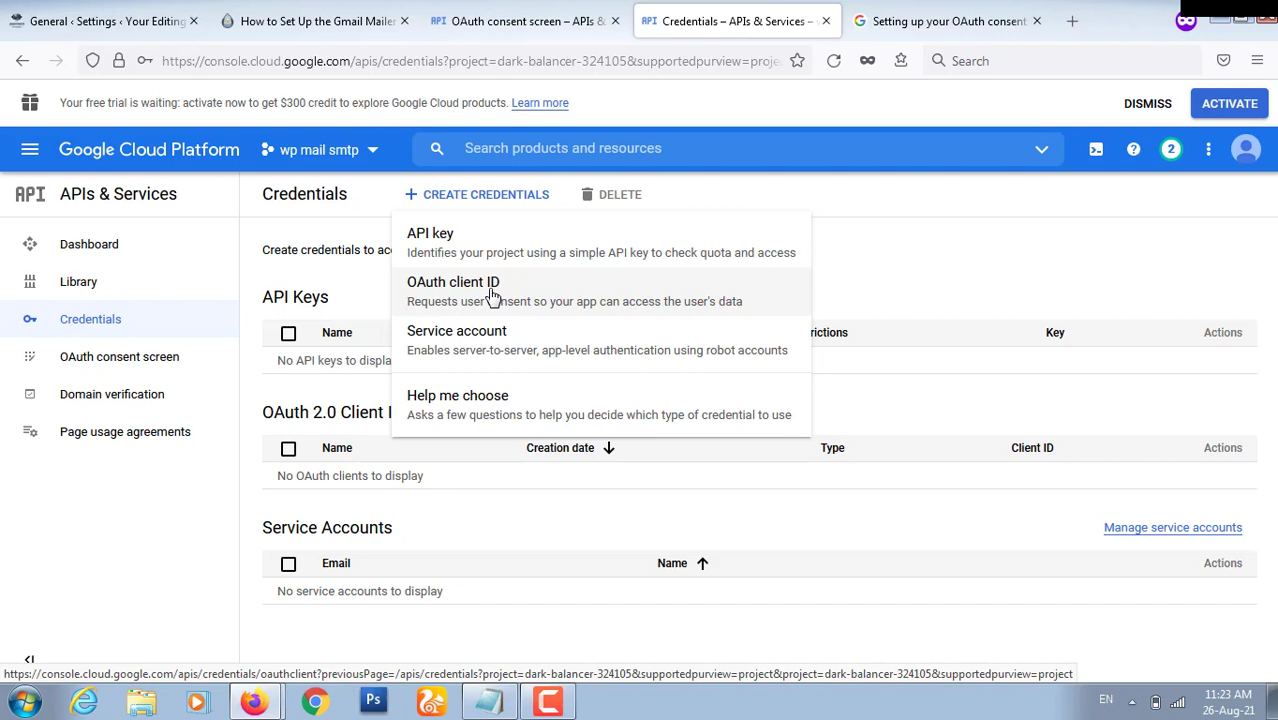 General ‹ Settings ‹ Your Editing
How to Set Up the Gmail Mailer
API OAuth consent screen – APIs &
API Credentials – APIs & Services –
Setting up your OAuth consent
https://console.cloud.google.com/apis/credentials?project=dark-balancer-324105&supportedpurview=proje
Search
Your free trial is waiting: activate now to get $300 credit to explore Google Cloud products. Learn more
DISMISS
ACTIVATE
Google Cloud Platform
wp mail smtp
Search products and resources
2
API APIs & Services
Credentials
CREATE CREDENTIALS
DELETE
Dashboard
Library
Credentials
OAuth consent screen
Domain verification
Page usage agreements
Create credentials to acc
API key
Identifies your project using a simple API key to check quota and access
OAuth client ID
Requests user consent so your app can access the user's data
Service account
Enables server-to-server, app-level authentication using robot accounts
Help me choose
Asks a few questions to help you decide which type of credential to use
API Keys
Name
rictions
Key
Actions
No API keys to displa
OAuth 2.0 Client I
Name
Creation date
Type
Client ID
Actions
No OAuth clients to display
Service Accounts
Manage service accounts
Email
Name
Actions
No service accounts to display
https://console.cloud.google.com/apis/credentials/oauthclient?previousPage=/apis/credentials?project=dark-balancer-324105&supportedpurview=project&project=dark-balancer-324105&supportedpurview=project
Ps
EN
11:23 AM
26-Aug-21